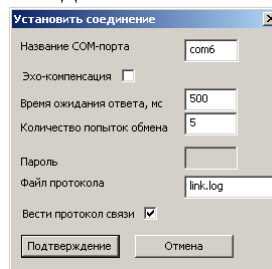 Установить соединение
Название COM-порта com6
Эхо-компенсация
Время ожидания ответа, мс 500
Количество попыток обмена 5
Пароль
Файл протокола link.log
Вести протокол связи
Подтверждение Отмена